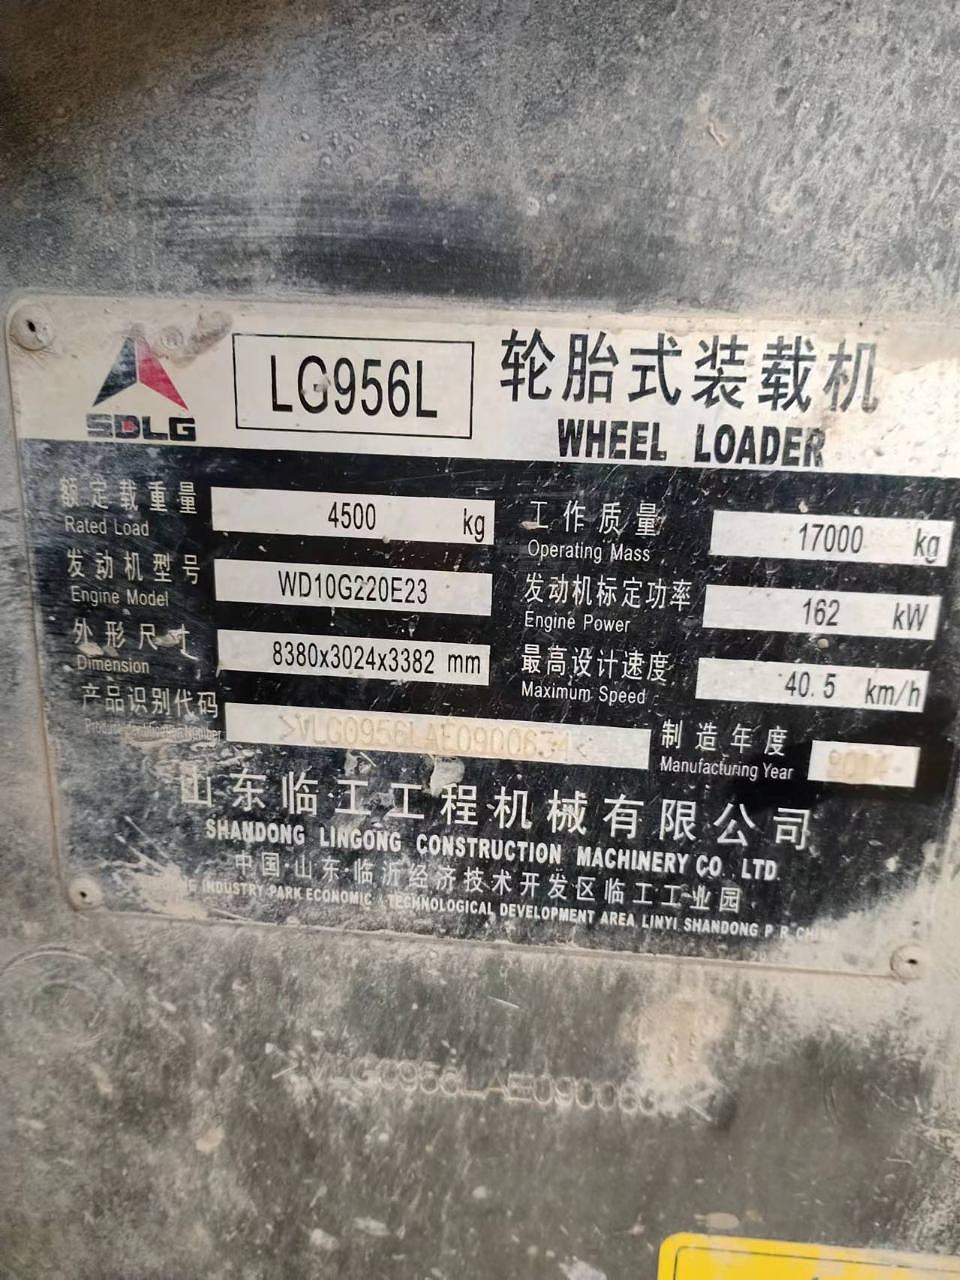 SDLG
LG956L
轮胎式装载机
WHEEL LOADER
额定载重量
Rated Load
4500 kg
工作质量
Operating Mass
17000 kg
发动机型号
Engine Model
WD10G220E23
发动机标定功率
Engine Power
162 kW
外形尺寸
Dimension
8380x3024x3382 mm
最高设计速度
Maximum Speed
40.5 km/h
产品识别代码
>VLG0956LAE0900634<
制造年度
Manufacturing Year
2014
山东临工工程机械有限公司
SHANDONG LINGONG CONSTRUCTION MACHINERY CO. LTD
中国·山东·临沂经济技术开发区临工工业园
INDUSTRY PARK ECONOMIC TECHNOLOGICAL DEVELOPMENT AREA LINYI SHANDONG P.R.
>VLG0956LAE090063